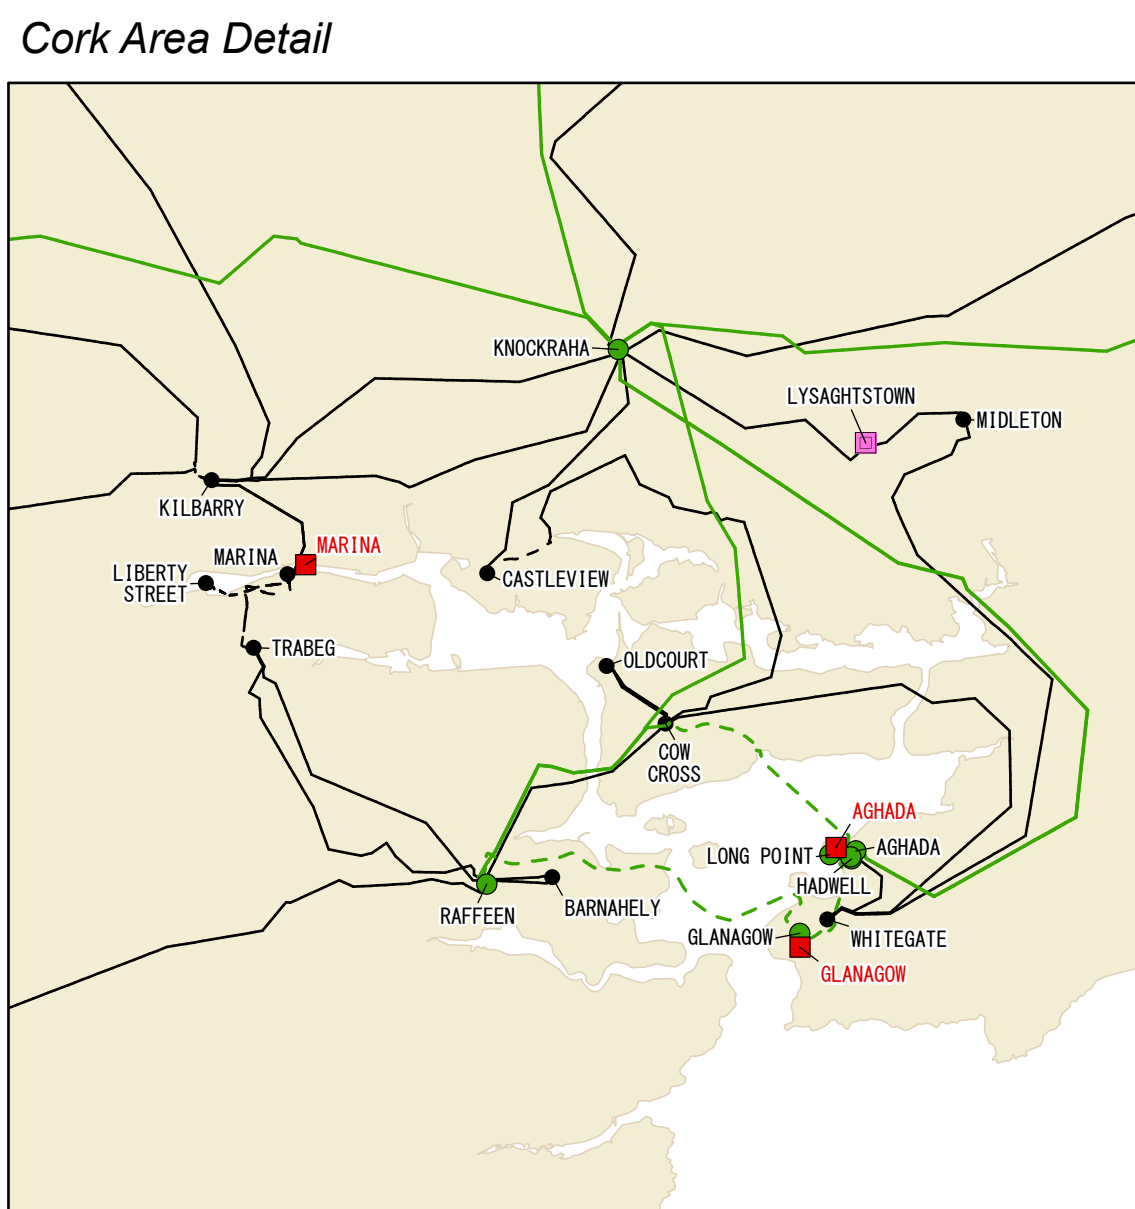 Cork Area Detail
KNOCKRAHA
LYSAGHTSTOWN
MIDLETON
KILBARRY
MARINA
MARINA
LIBERTY
STREET
CASTLEVIEW
TRABEG
OLDCOURT
COW
CROSS
AGHADA
AGHADA
LONG POINT
HADWELL
RAFFEEN
BARNAHELY
GLANAGOW
WHITEGATE
GLANAGOW